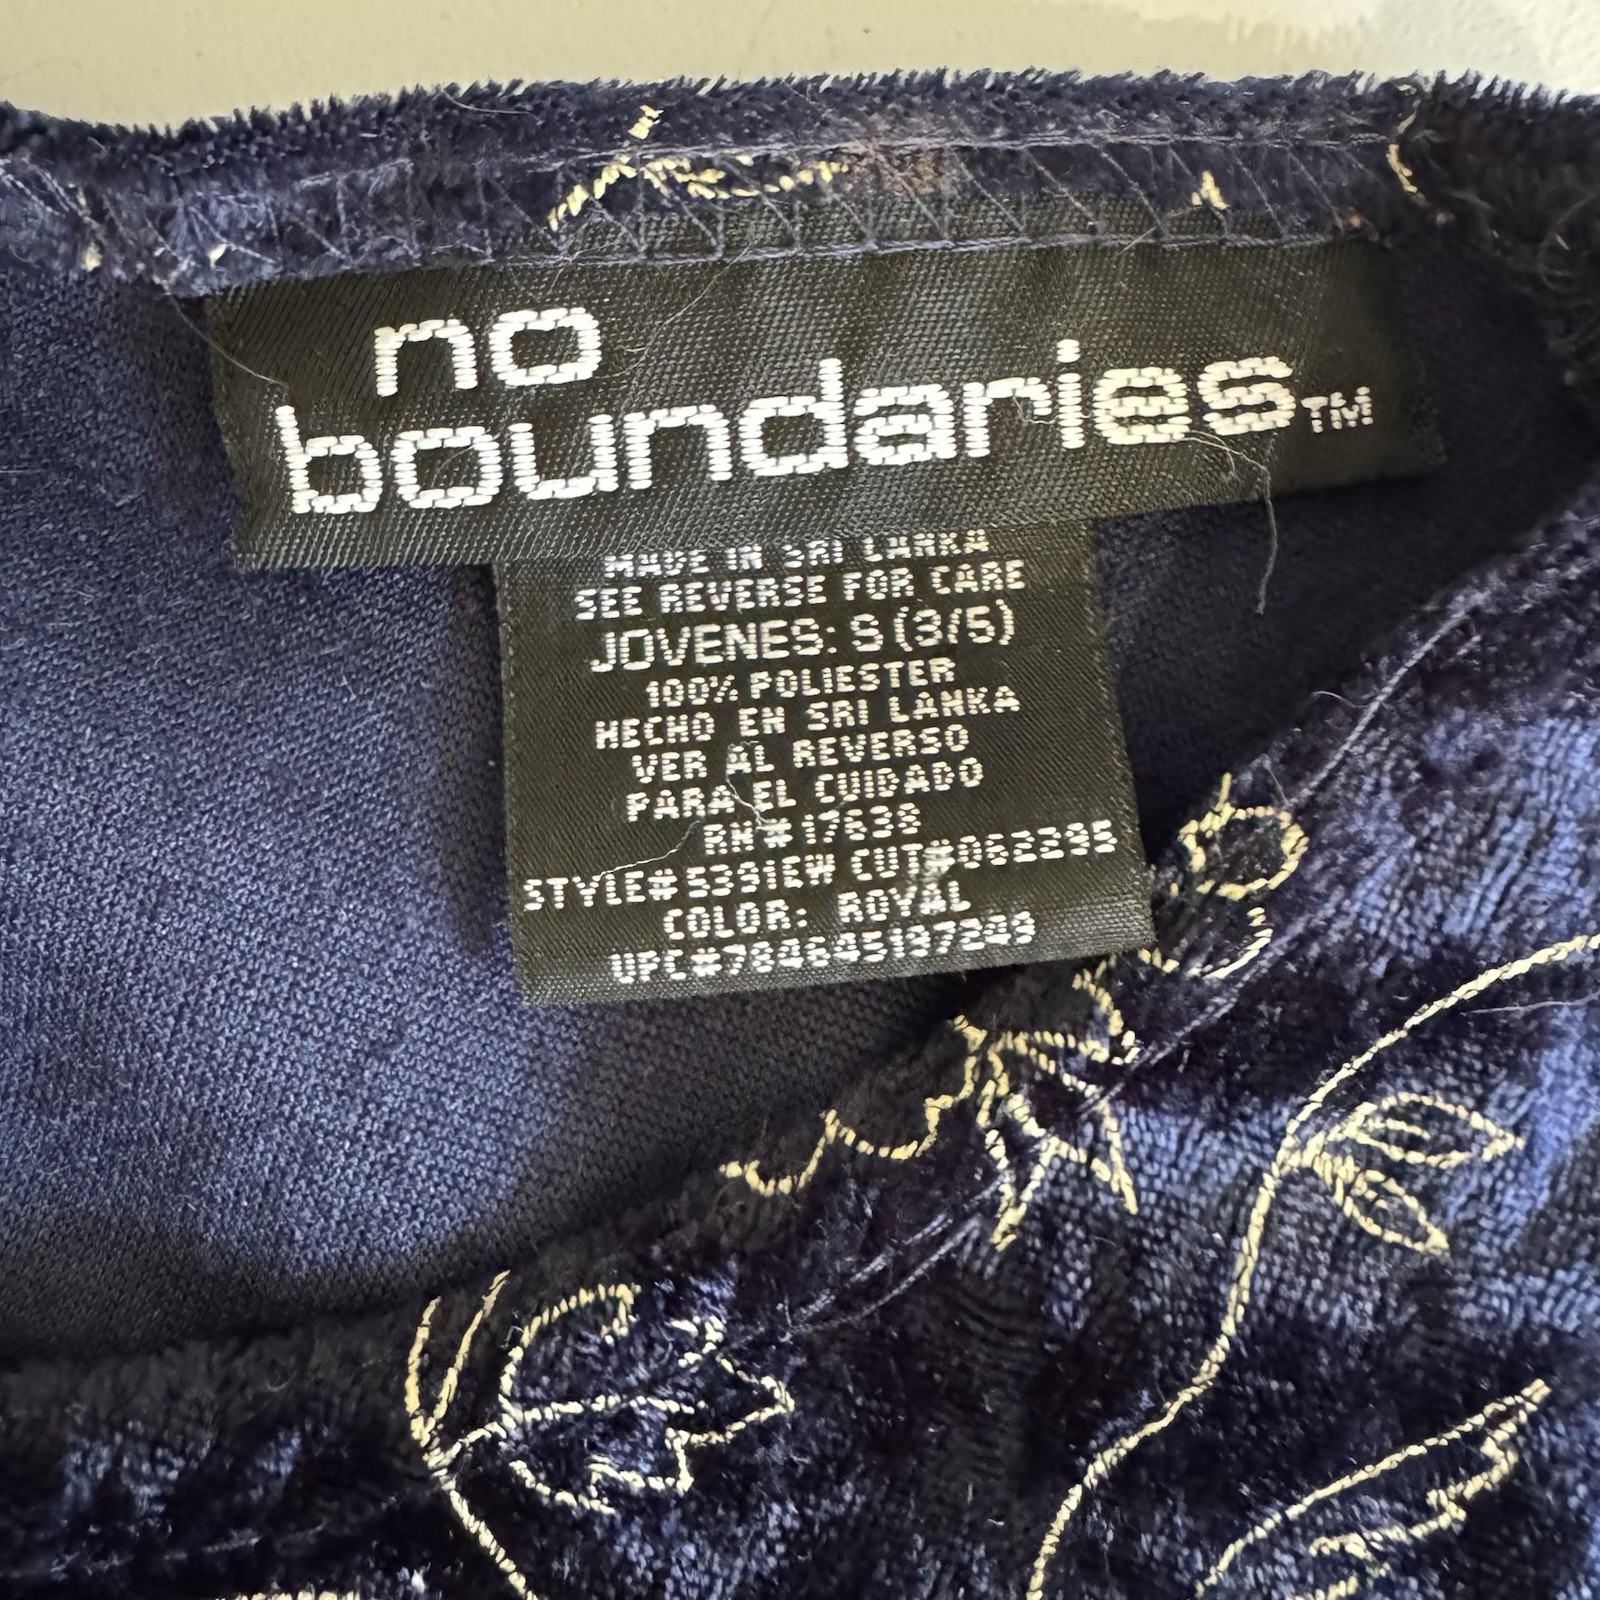 no
boundaries™
MADE IN SRI LANKA
SEE REVERSE FOR CARE
JOVENES: S (3/5)
100% POLIESTER
HECHO EN SRI LANKA
VER AL REVERSO
PARA EL CUIDADO
RN#17638
STYLE#5391EW CUT#062295
COLOR: ROYAL
UPC#784645197249